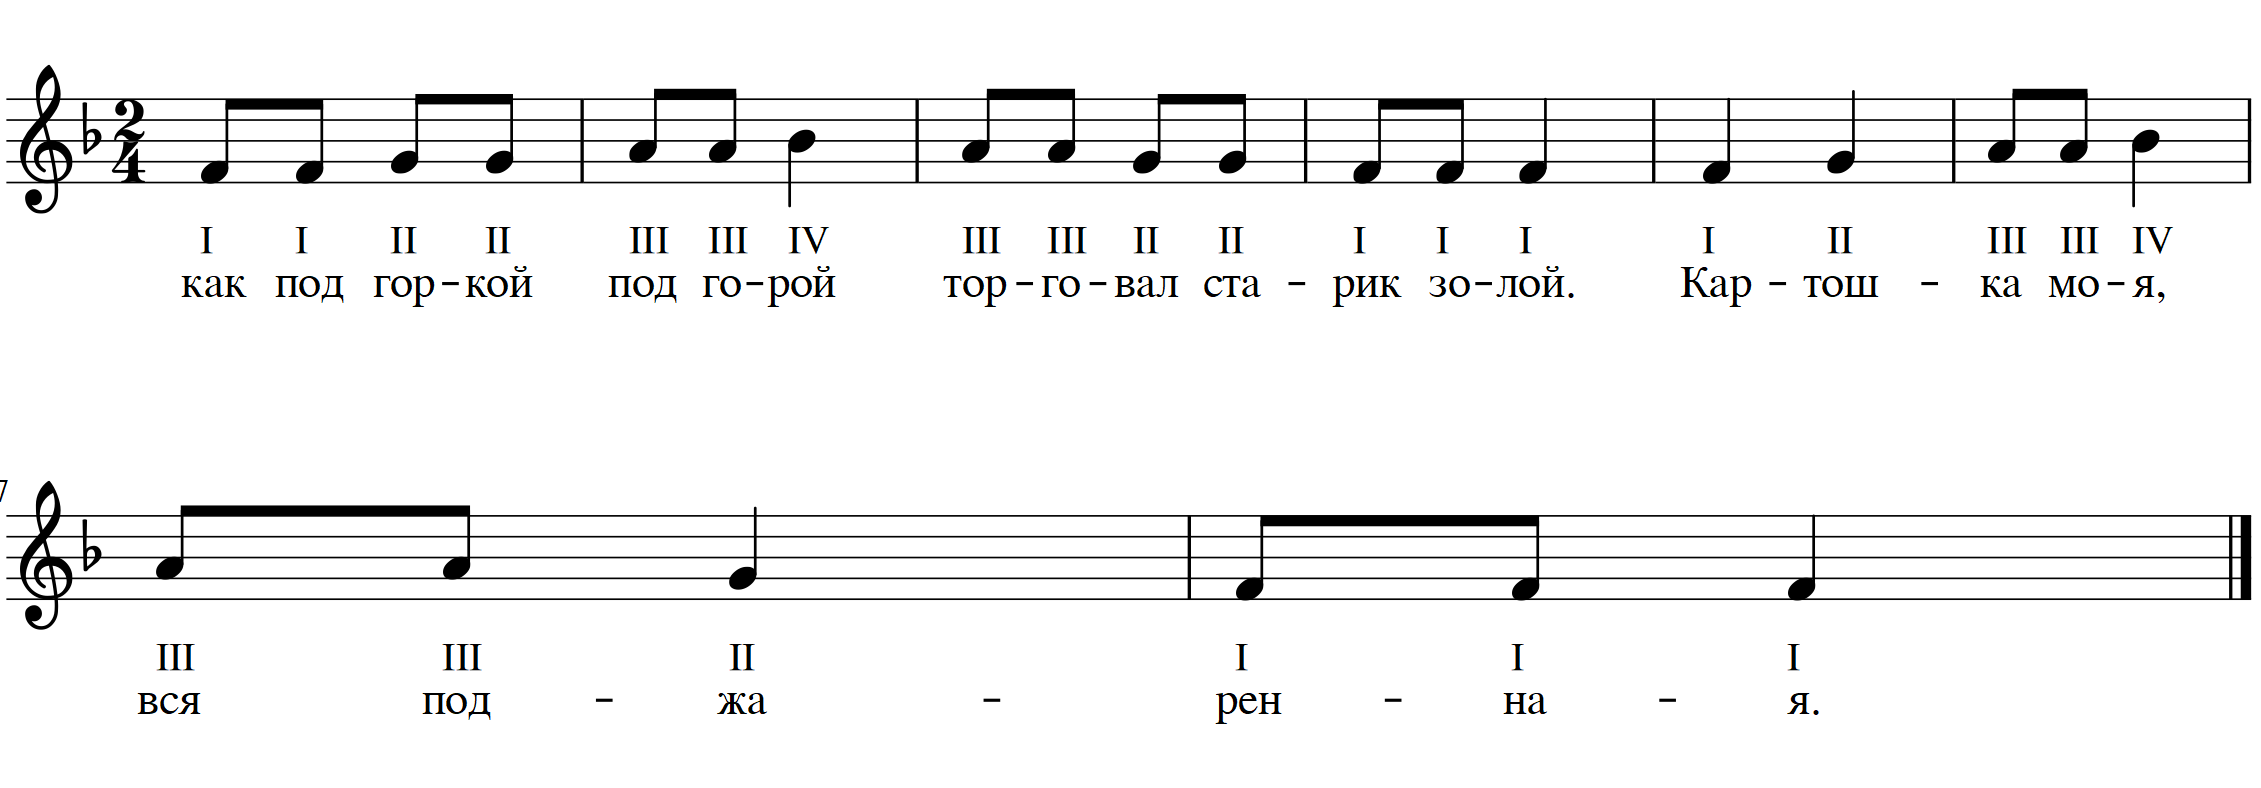 2
4
I I II II III III IV III III II II I I I I II III III IV
как под гор-кой под го-рой тор-го-вал ста-рик зо-лой. Кар-тош-ка мо-я,
7
III III II I I I
вся под-жа-рен-на-я.